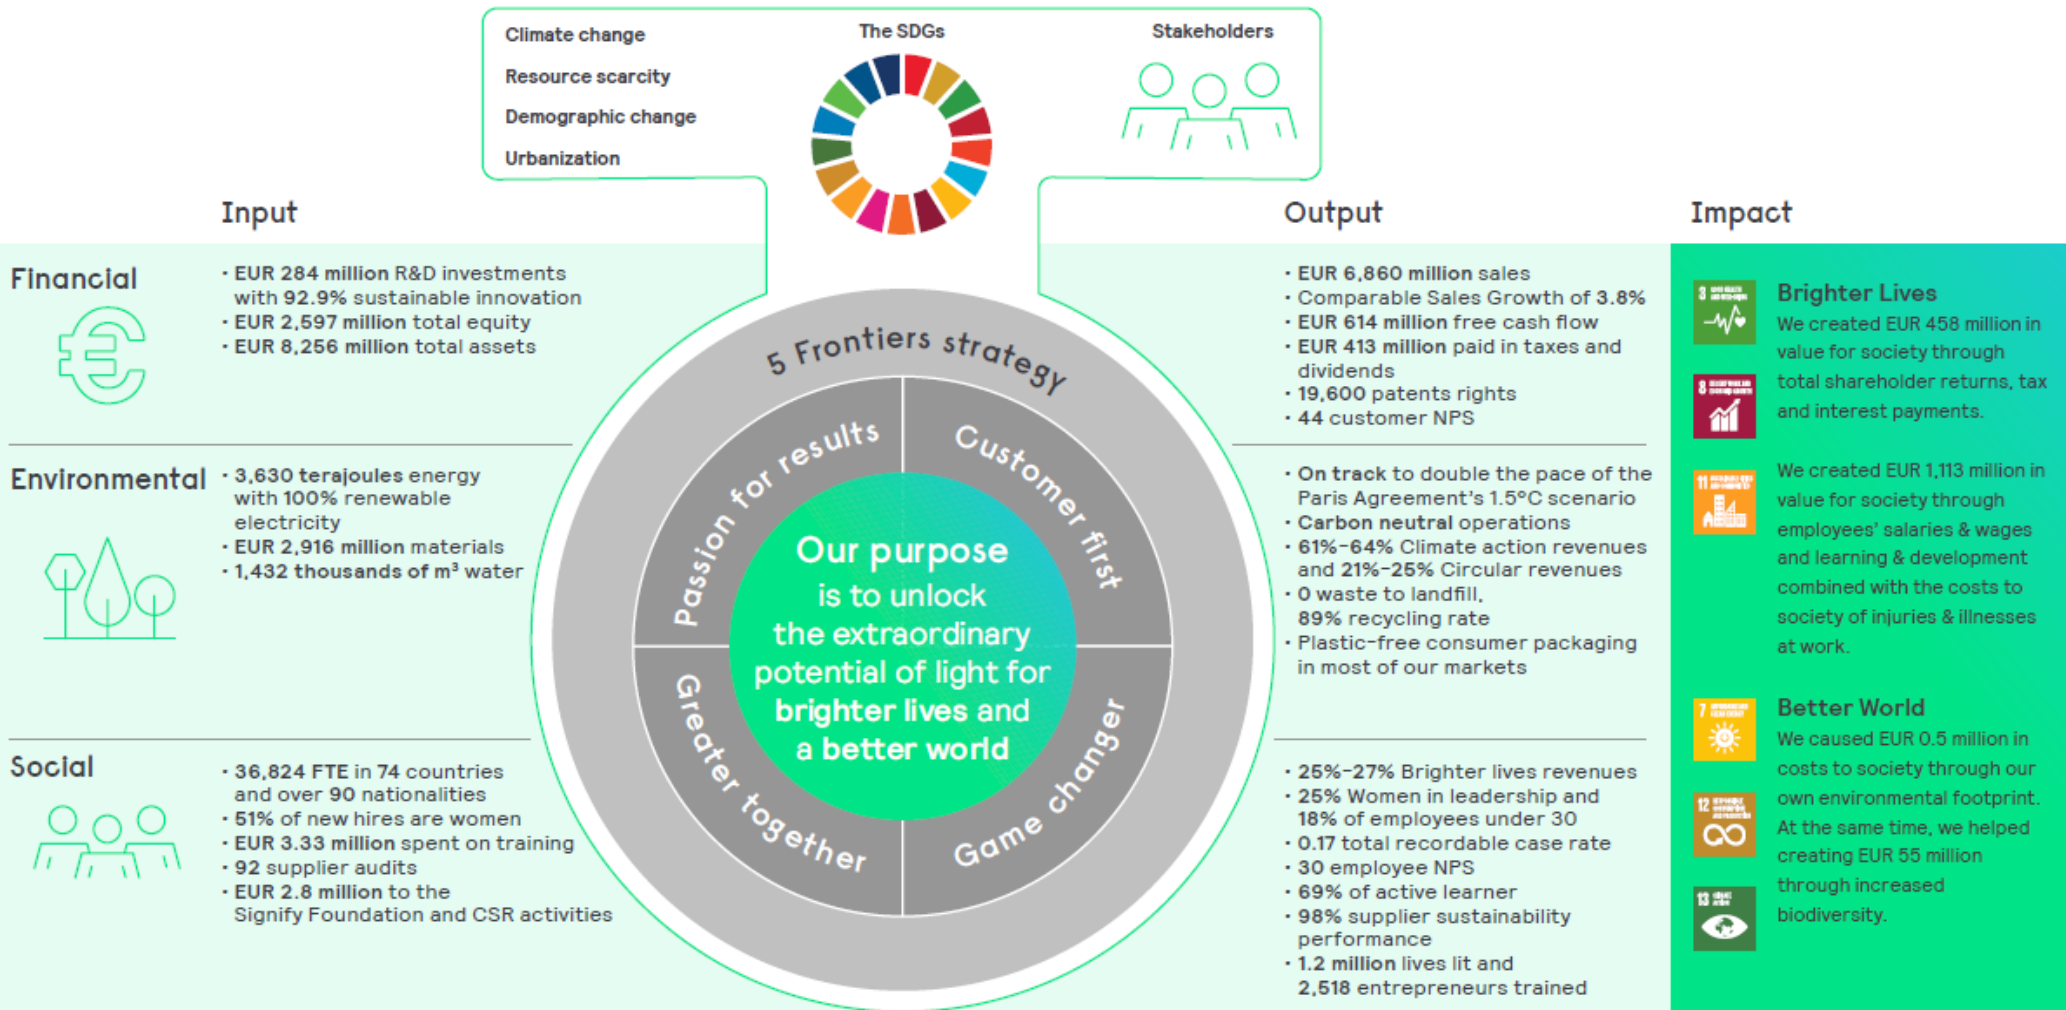 Climate change
Resource scarcity
Demographic change
Urbanization
The SDGs
Stakeholders
Input
Output
Impact
Financial
· EUR 284 million R&D investments
with 92.9% sustainable innovation
· EUR 2,597 million total equity
· EUR 8,256 million total assets
Environmental
· 3,630 terajoules energy
with 100% renewable
electricity
· EUR 2,916 million materials
· 1,432 thousands of m³ water
Social
· 36,824 FTE in 74 countries
and over 90 nationalities
· 51% of new hires are women
· EUR 3.33 million spent on training
· 92 supplier audits
· EUR 2.8 million to the
Signify Foundation and CSR activities
5 Frontiers strategy
Passion for results
Customer first
Greater together
Game changer
Our purpose
is to unlock
the extraordinary
potential of light for
brighter lives and
a better world
· EUR 6,860 million sales
· Comparable Sales Growth of 3.8%
· EUR 614 million free cash flow
· EUR 413 million paid in taxes and
dividends
· 19,600 patents rights
· 44 customer NPS
· On track to double the pace of the
Paris Agreement's 1.5°C scenario
· Carbon neutral operations
· 61%-64% Climate action revenues
and 21%-25% Circular revenues
· 0 waste to landfill,
89% recycling rate
· Plastic-free consumer packaging
in most of our markets
· 25%-27% Brighter lives revenues
· 25% Women in leadership and
18% of employees under 30
· 0.17 total recordable case rate
· 30 employee NPS
· 69% of active learner
· 98% supplier sustainability
performance
· 1.2 million lives lit and
2,518 entrepreneurs trained
3
8
11
Brighter Lives
We created EUR 458 million in
value for society through
total shareholder returns, tax
and interest payments.
We created EUR 1,113 million in
value for society through
employees' salaries & wages
and learning & development
combined with the costs to
society of injuries & illnesses
at work.
7
12
13
Better World
We caused EUR 0.5 million in
costs to society through our
own environmental footprint.
At the same time, we helped
creating EUR 55 million
through increased
biodiversity.